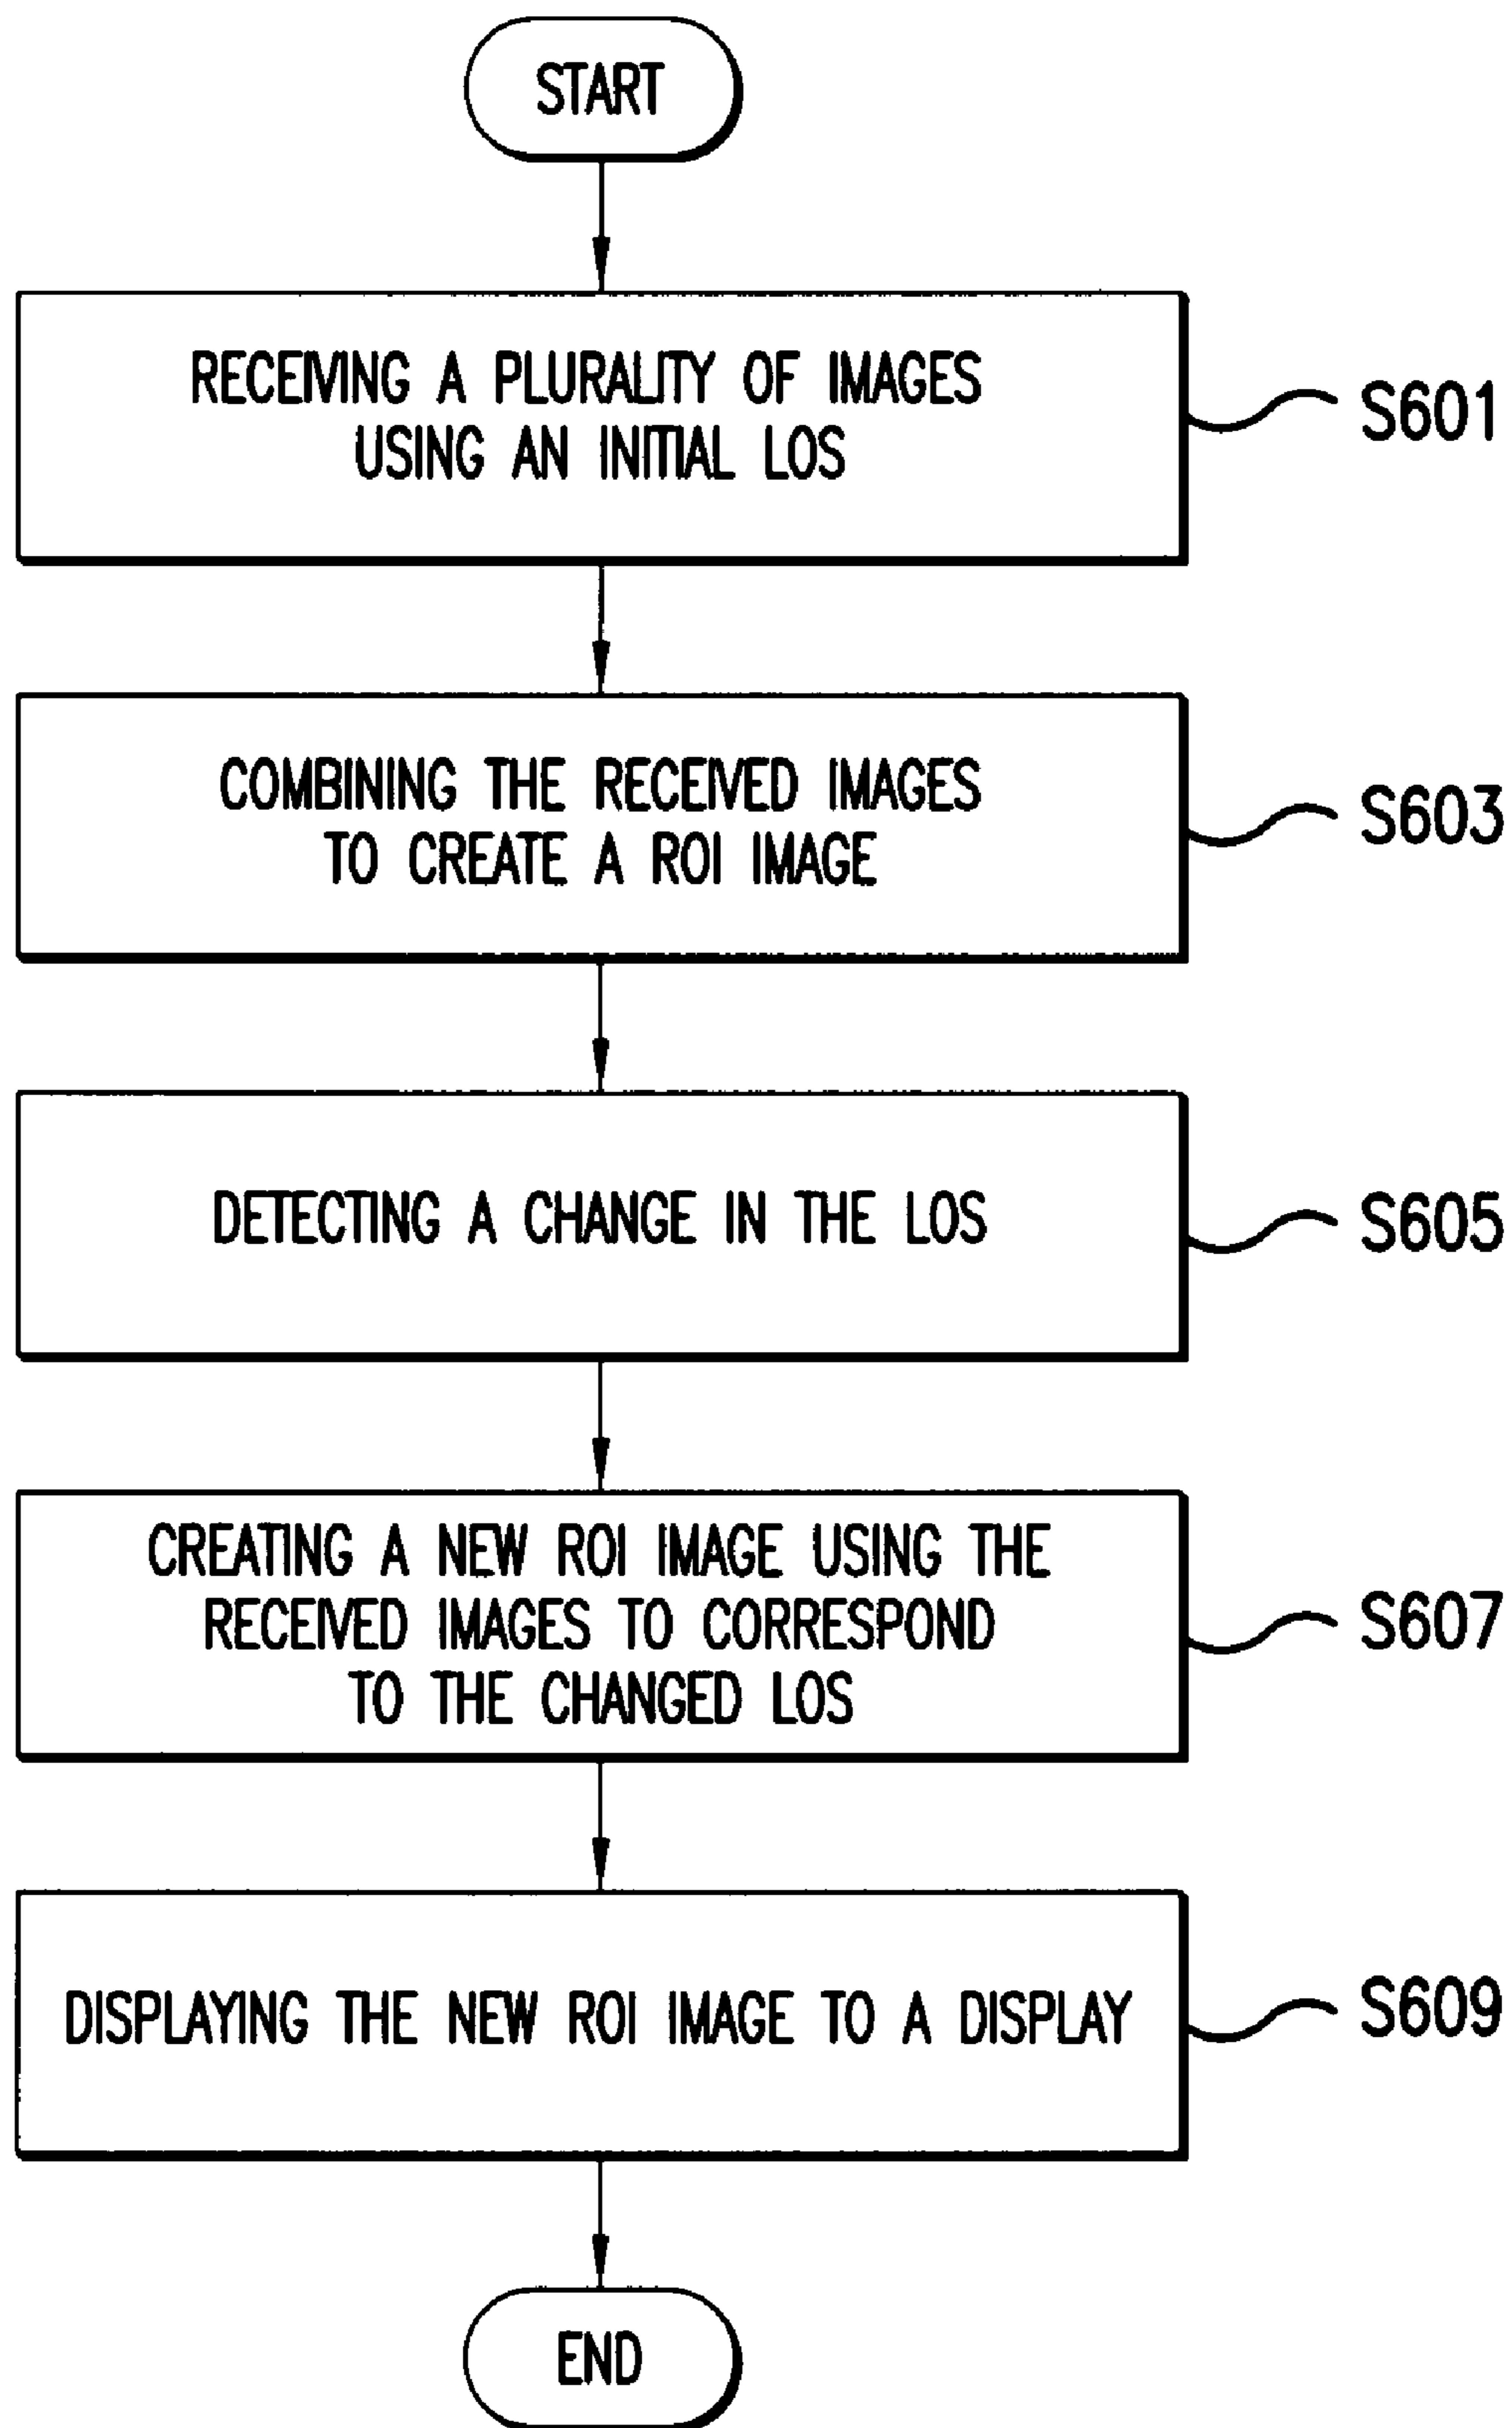 START
RECEIVING A PLURALITY OF IMAGES
USING AN INITIAL LOS
S601
COMBINING THE RECEIVED IMAGES
TO CREATE A ROI IMAGE
S603
DETECTING A CHANGE IN THE LOS
S605
CREATING A NEW ROI IMAGE USING THE
RECEIVED IMAGES TO CORRESPOND
TO THE CHANGED LOS
S607
DISPLAYING THE NEW ROI IMAGE TO A DISPLAY
S609
END